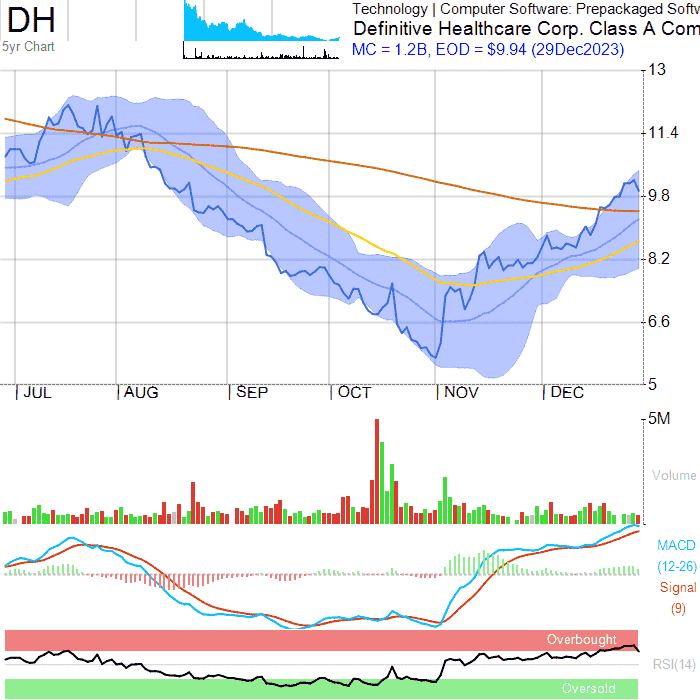 DH
5yr Chart
Technology | Computer Software: Prepackaged Softw
Definitive Healthcare Corp. Class A Com
MC = 1.2B, EOD = $9.94 (29Dec2023)
13
11.4
9.8
8.2
6.6
5
JUL AUG SEP OCT NOV DEC
5M
Volume
MACD
(12-26)
Signal
(9)
Overbought
RSI(14)
Oversold